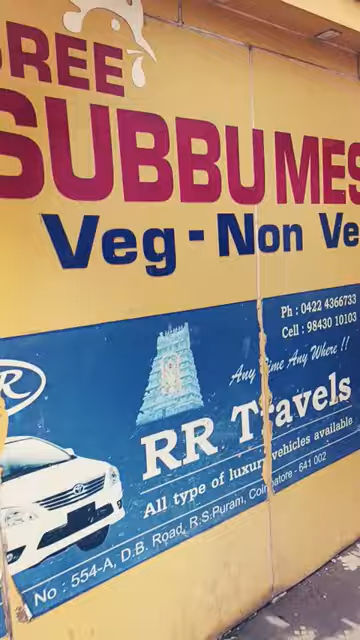 SREE
SUBBU MES
Veg - Non Ve
Ph : 0422 4366733
Cell : 98430 10103
Any Time Any Where !!
R
RR Travels
All type of luxury vehicles available
No : 554-A, D.B. Road, R.S.Puram, Coimbatore - 641 002